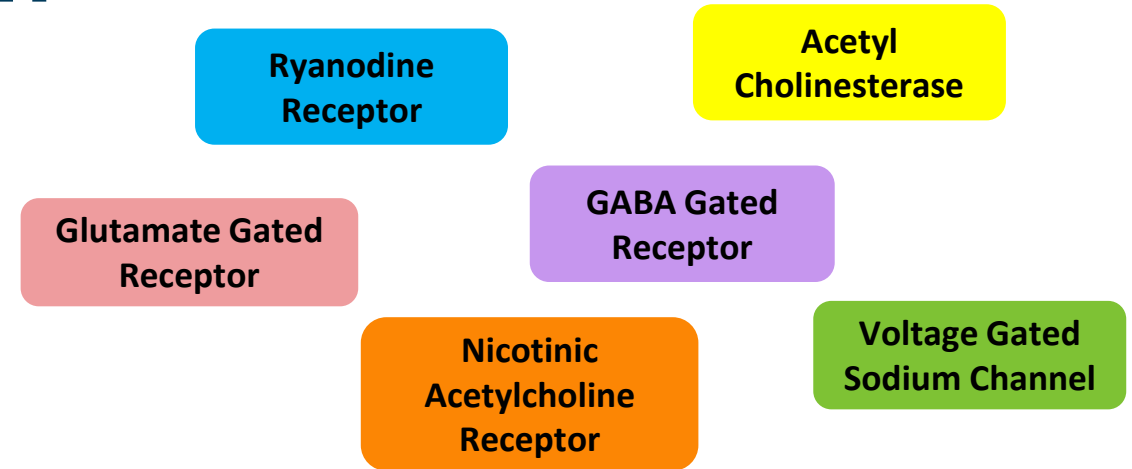 Ryanodine
Receptor
Acetyl
Cholinesterase
Glutamate Gated
Receptor
GABA Gated
Receptor
Nicotinic
Acetylcholine
Receptor
Voltage Gated
Sodium Channel